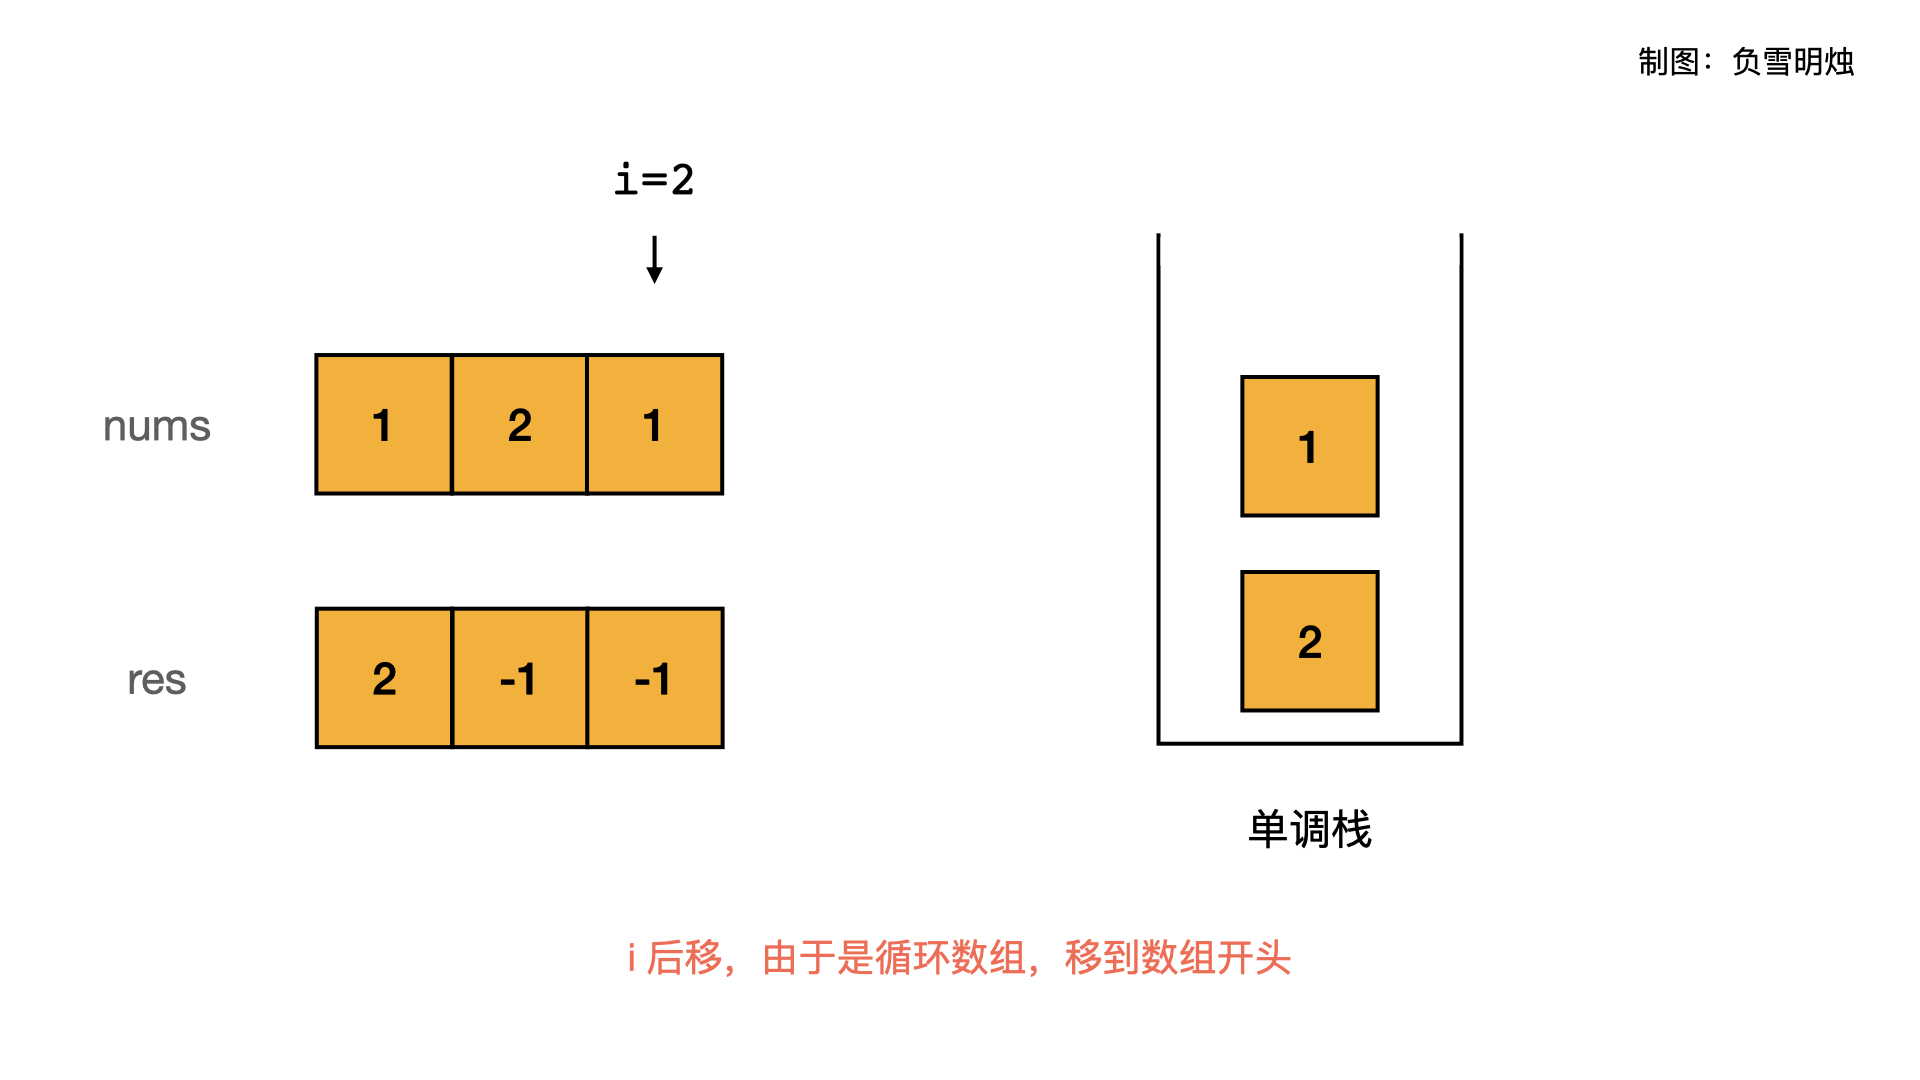 制图：负雪明烛
i=2
nums
1 2 1
res
2 -1 -1
1
2
单调栈
i 后移，由于是循环数组，移到数组开头